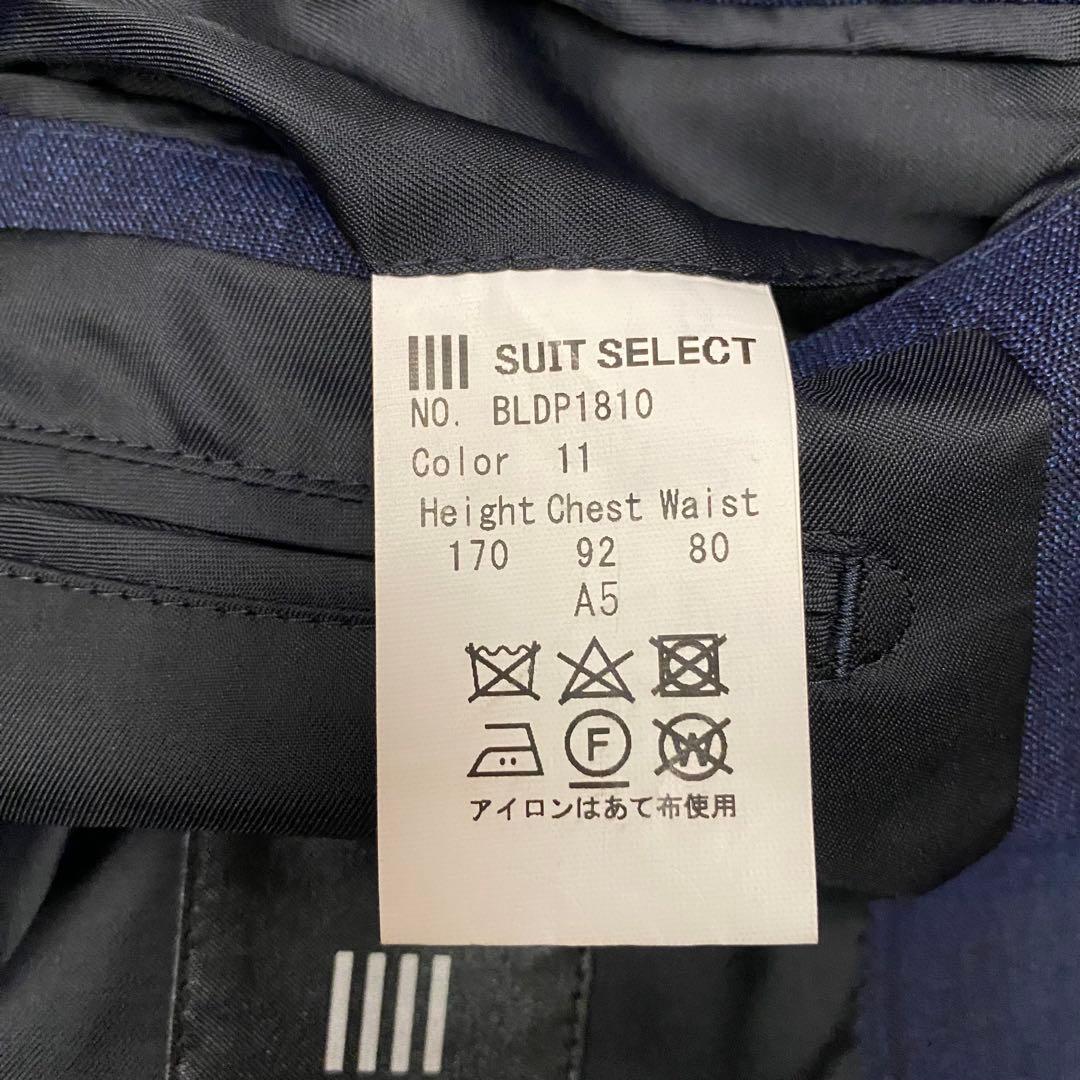 SUIT SELECT
NO. BLDP1810
Color 11
Height Chest Waist
170 92 80
A5
F W
アイロンはあて布使用